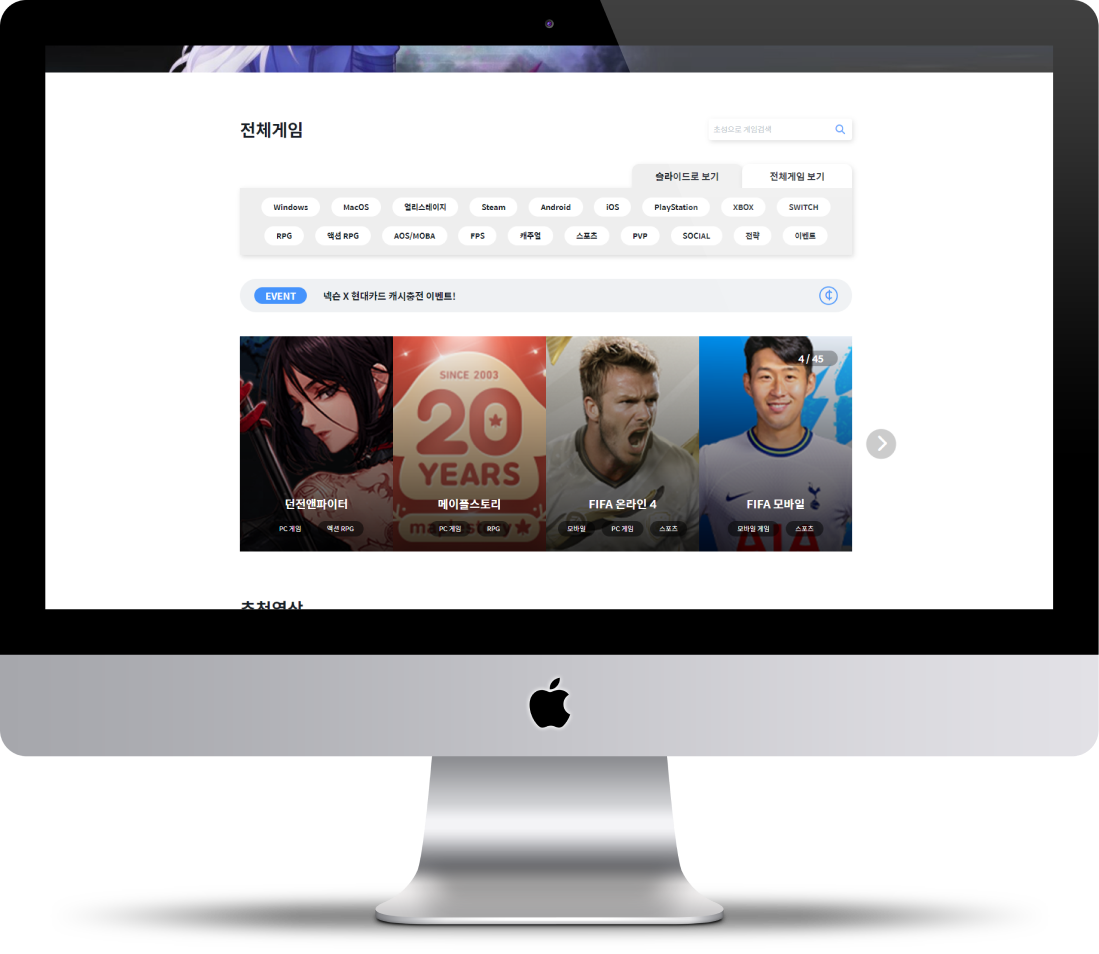 전체게임
초성으로 게임검색
슬라이드로 보기
전체게임 보기
Windows MacOS 멀리스테이지 Steam Android iOS PlayStation XBOX SWITCH
RPG 액션 RPG AOS/MOBA FPS 캐주얼 스포츠 PVP SOCIAL 전략 이벤트
EVENT 넥슨 X 현대카드 캐시충전 이벤트!
4 / 45
SINCE 2003
20
YEARS
던전앤파이터 메이플스토리 FIFA 온라인 4 FIFA 모바일
PC 게임 액션 RPG PC 게임 RPG 모바일 PC 게임 스포츠 모바일 게임 스포츠
AIA
추천영상